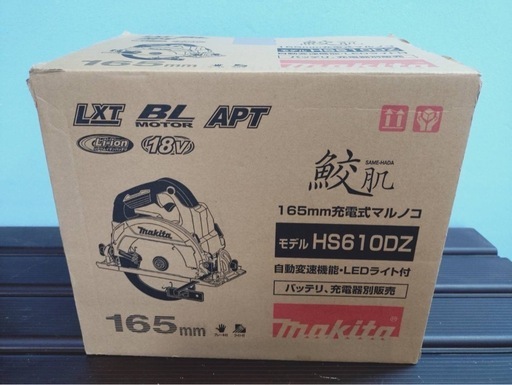 165mm
HS610DZ
makita
LXT BL MOTOR APT
Li-ion 18V
makita
165mm
鮫肌
SAME-HADA
165mm充電式マルノコ
モデル HS610DZ
自動変速機能・LEDライト付
バッテリ、充電器別販売
makita